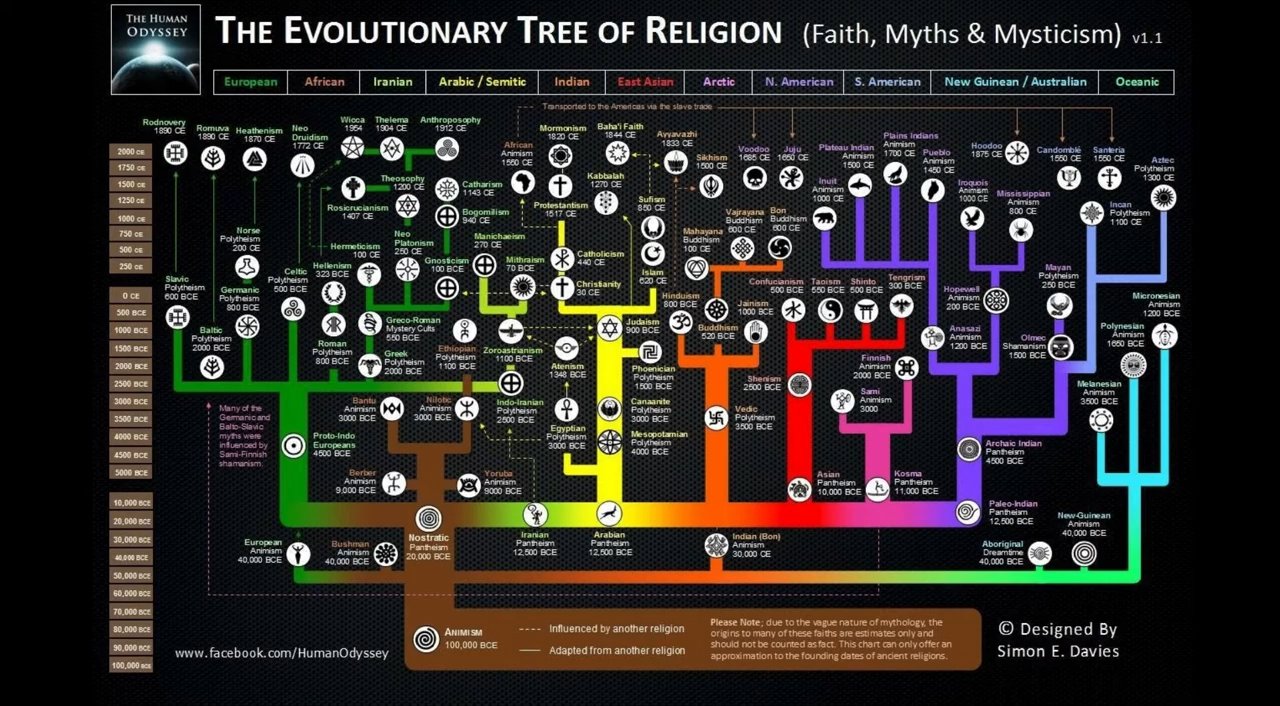 THE HUMAN
ODYSSEY
THE EVOLUTIONARY TREE OF RELIGION (Faith, Myths & Mysticism) v1.1
European African Iranian Arabic / Semitic Indian East Asian Arctic N. American S. American New Guinean / Australian Oceanic
Transported to the Americas via the slave trade
2000 CE
1750 CE
1500 CE
1250 CE
1000 CE
750 CE
500 CE
250 CE
0 CE
500 BCE
1000 BCE
1500 BCE
2000 BCE
2500 BCE
3000 BCE
3500 BCE
4000 BCE
4500 BCE
5000 BCE
10,000 BCE
20,000 BCE
30,000 BCE
40,000 BCE
50,000 BCE
60,000 BCE
70,000 BCE
80,000 BCE
90,000 BCE
100,000 BCE
Rodnovery
1890 CE
Romuva
1890 CE
Heathenism
1870 CE
Neo
Druidism
1772 CE
Wicca
1954
Thelema
1904 CE
Anthroposophy
1912 CE
Theosophy
1200 CE
Catharism
1143 CE
Rosicrucianism
1407 CE
Bogomilism
940 CE
Norse
Polytheism
200 CE
Hermeticism
100 CE
Neo
Platonism
250 CE
Gnosticism
100 BCE
Manichaeism
270 CE
Mithraism
70 BCE
Slavic
Polytheism
600 BCE
Germanic
Polytheism
800 BCE
Celtic
Polytheism
500 BCE
Hellenism
323 BCE
Baltic
Polytheism
2000 BCE
Roman
Polytheism
800 BCE
Greco-Roman
Mystery Cults
550 BCE
Greek
Polytheism
2000 BCE
Ethiopian
Polytheism
1100 BCE
Zoroastrianism
1100 BCE
Indo-Iranian
Polytheism
2500 BCE
African
Animism
1550 CE
Mormonism
1820 CE
Baha'i Faith
1844 CE
Kabbalah
1270 CE
Protestantism
1517 CE
Sufism
850 CE
Catholicism
440 CE
Islam
620 CE
Christianity
30 CE
Judaism
900 BCE
Atenism
1348 BCE
Phoenician
Polytheism
1500 BCE
Canaanite
Polytheism
3000 BCE
Egyptian
Polytheism
3000 BCE
Mesopotamian
Polytheism
4000 BCE
Ayyavazhi
1833 CE
Sikhism
1500 CE
Mahayana
Buddhism
100 CE
Vajrayana
Buddhism
600 CE
Bon
Buddhism
600 CE
Hinduism
800 BCE
Buddhism
520 BCE
Jainism
1000 BCE
Vedic
Polytheism
3500 BCE
Voodoo
1685 CE
Juju
1650 CE
Confucianism
500 BCE
Taoism
550 BCE
Shinto
500 BCE
Tengrism
300 BCE
Shenism
2500 BCE
Finnish
Animism
2000 BCE
Sami
Animism
3000
Asian
Pantheism
10,000 BCE
Kosma
Pantheism
11,000 BCE
Inuit
Animism
1000 CE
Plateau Indian
Animism
1500 CE
Plains Indians
Animism
1700 CE
Pueblo
Animism
1450 CE
Iroquois
Animism
1000 CE
Mississippian
Animism
800 CE
Hopewell
Animism
200 BCE
Anasazi
Animism
1200 BCE
Hoodoo
1875 CE
Candomblé
1550 CE
Santeria
1550 CE
Aztec
Polytheism
1300 CE
Incan
Polytheism
1100 CE
Mayan
Polytheism
250 BCE
Olmec
Shamanism
1500 BCE
Micronesian
Animism
Polynesian
Animism
1650 BCE
Melanesian
Animism
3500 BCE
Archaic Indian
Pantheism
4500 BCE
Paleo-Indian
Pantheism
12,500 BCE
Many of the
Germanic and
Balto-Slavic
myths were
influenced by
Sami-Finnish
shamanism.
Proto-Indo
Europeans
4500 BCE
Bantu
Animism
3000 BCE
Nilotic
Animism
3000 BCE
Berber
Animism
9,000 BCE
Yoruba
Animism
9000 BCE
European
Animism
40,000 BCE
Bushman
Animism
40,000 BCE
Nostratic
Pantheism
20,000 BCE
Iranian
Pantheism
12,500 BCE
Arabian
Pantheism
12,500 BCE
Indian (Bon)
Animism
30,000 CE
Aboriginal
Dreamtime
40,000 BCE
New-Guinean
Animism
40,000 BCE
ANIMISM
100,000 BCE
Influenced by another religion
Adapted from another religion
Please Note; due to the vague nature of mythology, the
origins to many of these faiths are estimates only and
should not be counted as fact. This chart can only offer an
approximation to the founding dates of ancient religions.
www.facebook.com/HumanOdyssey
© Designed By
Simon E. Davies